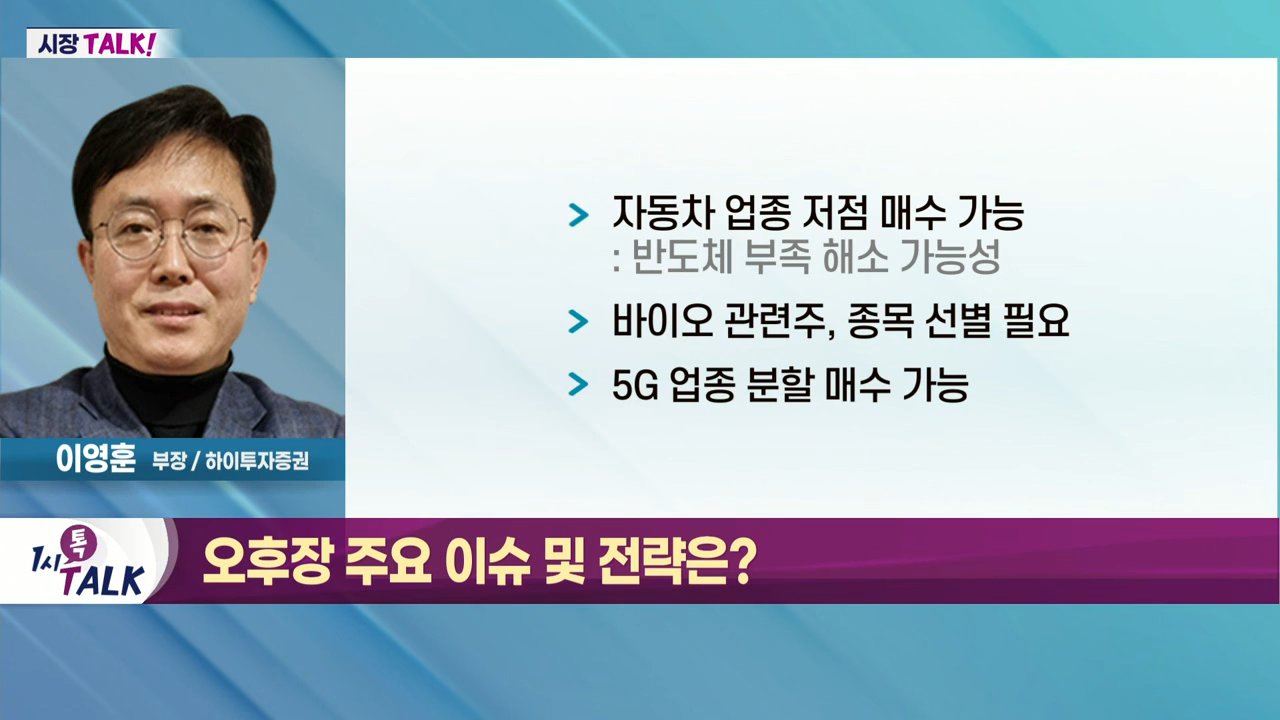 시장 TALK!
자동차 업종 저점 매수 가능
: 반도체 부족 해소 가능성
바이오 관련주, 종목 선별 필요
5G 업종 분할 매수 가능
이영훈 부장 / 하이투자증권
1시 톡 TALK
오후장 주요 이슈 및 전략은?